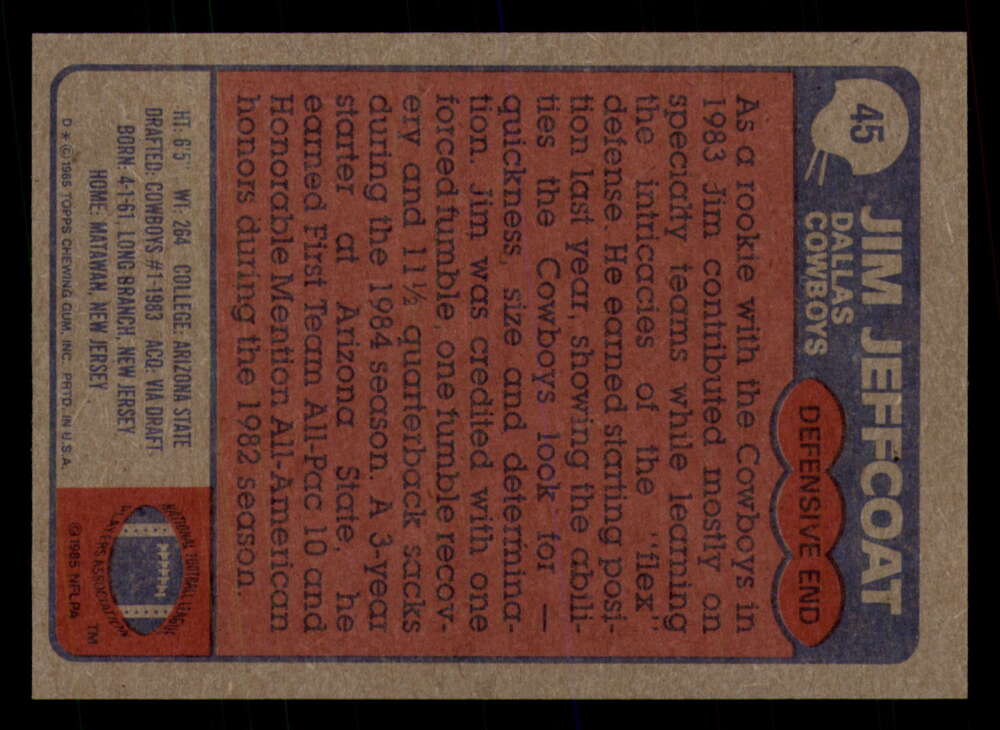 45
JIM JEFFCOAT
DALLAS
COWBOYS
DEFENSIVE END
As a rookie with the Cowboys in
1983 Jim contributed mostly on
specialty teams while learning
the intricacies of the "flex"
defense. He earned starting posi-
tion last year, showing the abili-
ties the Cowboys look for —
quickness, size and determina-
tion. Jim was credited with one
forced fumble, one fumble recov-
ery and 11½ quarterback sacks
during the 1984 season. A 3-year
starter at Arizona State, he
earned First Team All-Pac 10 and
Honorable Mention All-American
honors during the 1982 season.
HT: 6'5" WT: 264 COLLEGE: ARIZONA STATE
DRAFTED: COWBOYS #1-1983 ACQ. VIA DRAFT
BORN: 4-1-61 LONG BRANCH, NEW JERSEY
HOME: MATAWAN, NEW JERSEY
D* © 1985 TOPPS CHEWING GUM, INC. PRTD. IN U.S.A.
NATIONAL FOOTBALL LEAGUE
PLAYERS ASSOCIATION
TM
© 1985 NFLPA